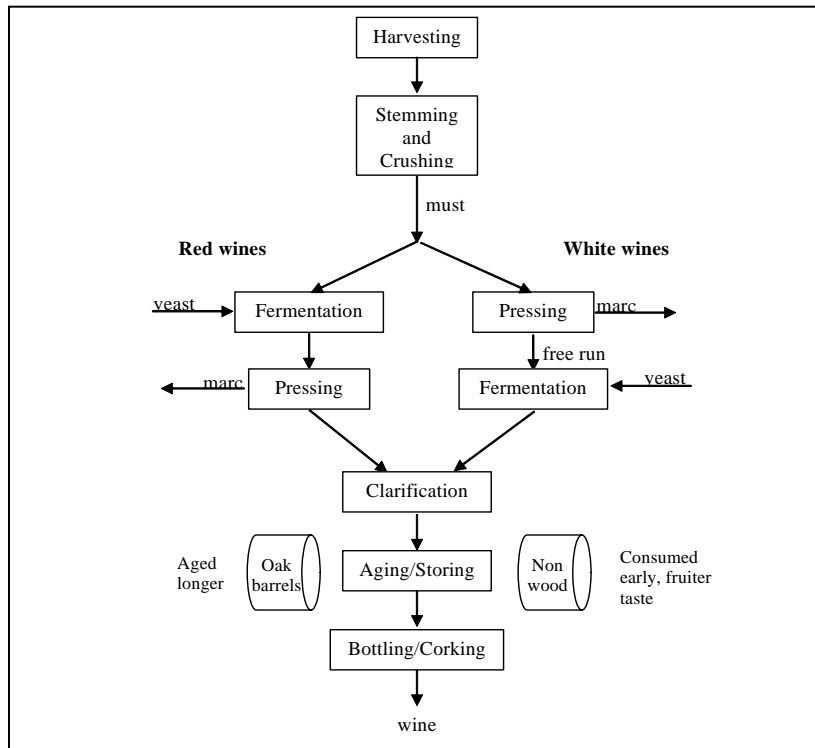 Harvesting
Stemming
and
Crushing
must
Red wines
White wines
yeast
Fermentation
Pressing
marc
free run
marc
Pressing
Fermentation
yeast
Clarification
Aged
longer
Oak
barrels
Aging/Storing
Non
wood
Consumed
early, fruiter
taste
Bottling/Corking
wine